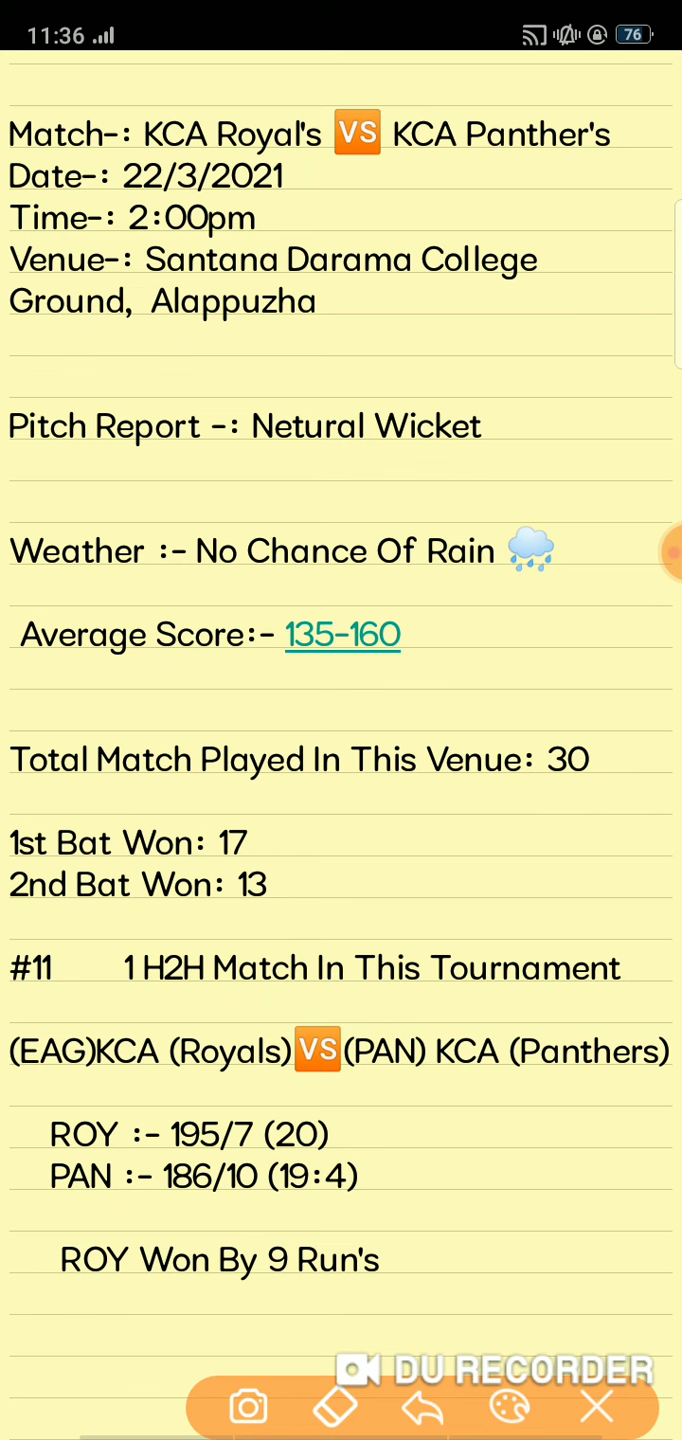 11:36
76
Match-: KCA Royal's VS KCA Panther's
Date-: 22/3/2021
Time-: 2:00pm
Venue-: Santana Darama College
Ground, Alappuzha
Pitch Report -: Netural Wicket
Weather :- No Chance Of Rain 🌧
Average Score:- 135-160
Total Match Played In This Venue: 30
1st Bat Won: 17
2nd Bat Won: 13
#11 1 H2H Match In This Tournament
(EAG)KCA (Royals)VS(PAN) KCA (Panthers)
ROY :- 195/7 (20)
PAN :- 186/10 (19:4)
ROY Won By 9 Run's
DU RECORDER